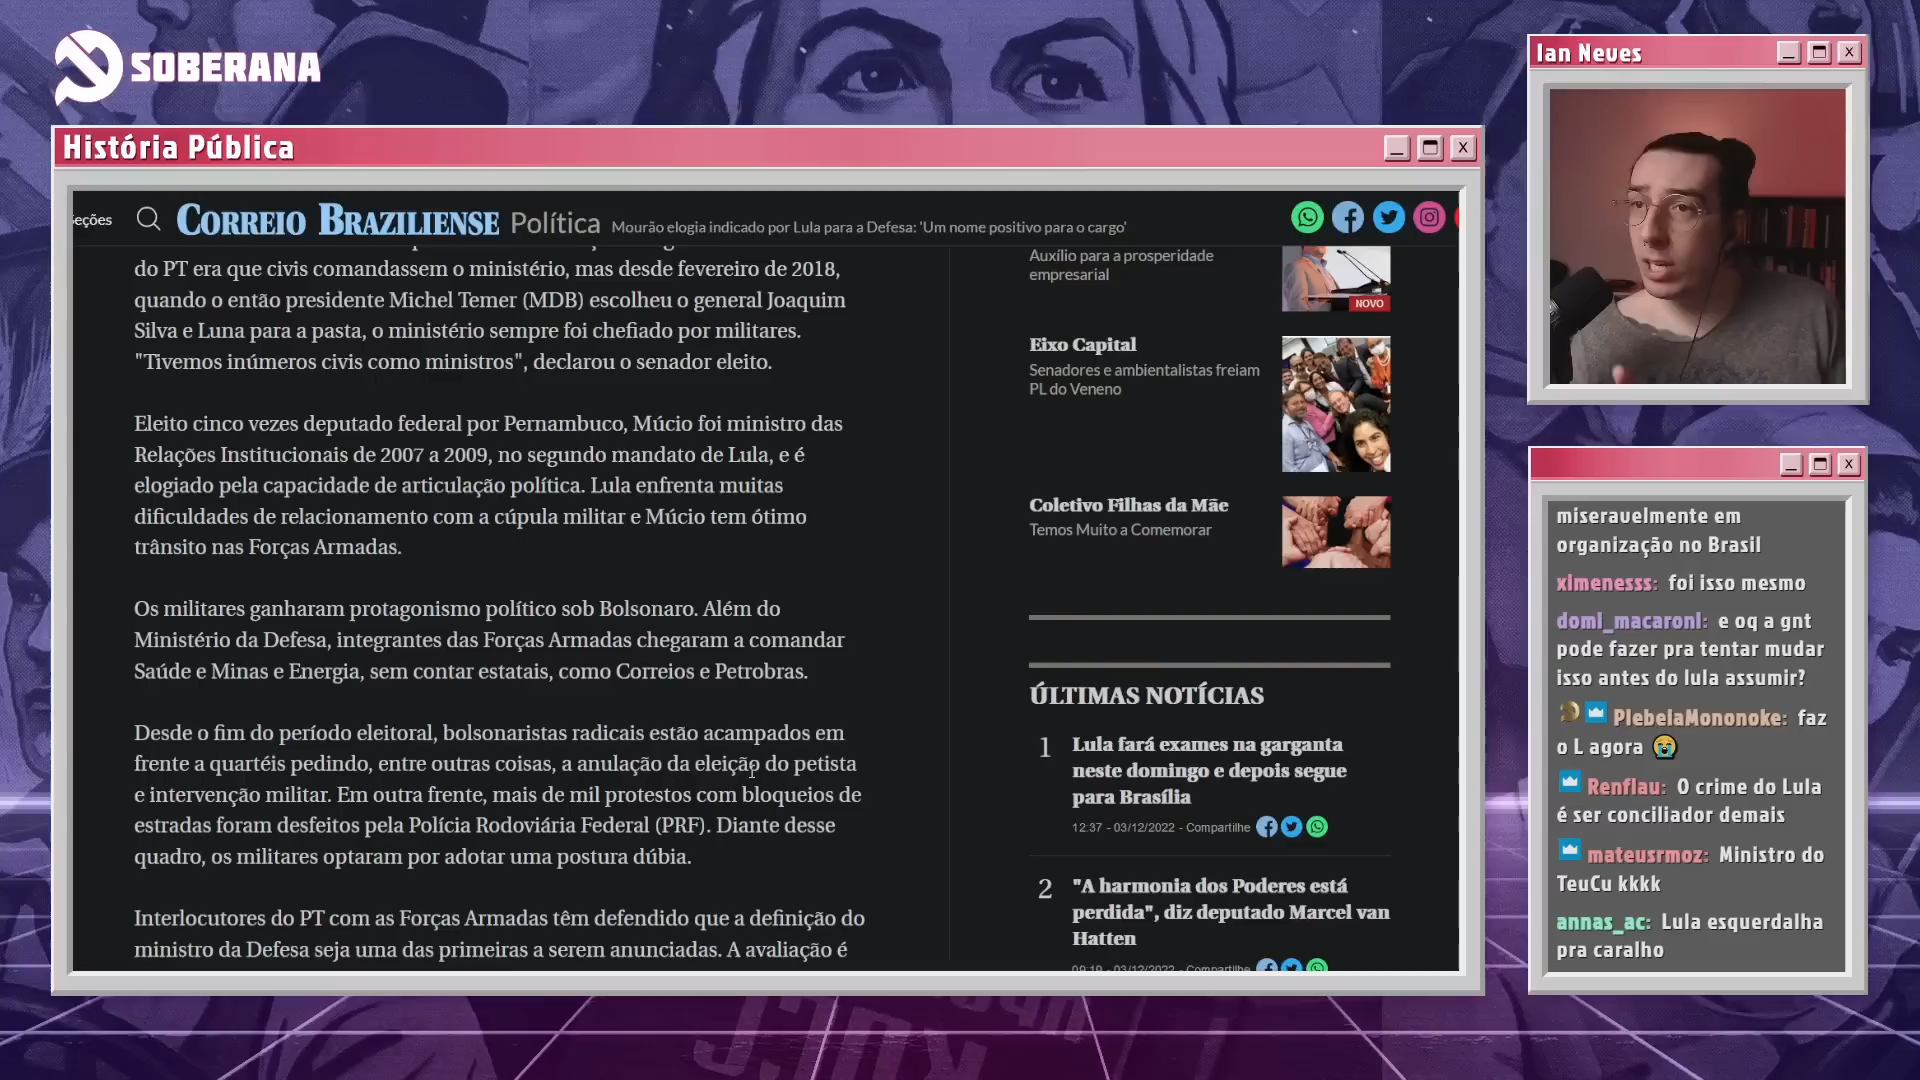 SOBERANA
História Pública
eções
CORREIO BRAZILIENSE Política Mourão elogia indicado por Lula para a Defesa: 'Um nome positivo para o cargo'
do PT era que civis comandassem o ministério, mas desde fevereiro de 2018,
quando o então presidente Michel Temer (MDB) escolheu o general Joaquim
Silva e Luna para a pasta, o ministério sempre foi chefiado por militares.
"Tivemos inúmeros civis como ministros", declarou o senador eleito.
Eleito cinco vezes deputado federal por Pernambuco, Múcio foi ministro das
Relações Institucionais de 2007 a 2009, no segundo mandato de Lula, e é
elogiado pela capacidade de articulação política. Lula enfrenta muitas
dificuldades de relacionamento com a cúpula militar e Múcio tem ótimo
trânsito nas Forças Armadas.
Os militares ganharam protagonismo político sob Bolsonaro. Além do
Ministério da Defesa, integrantes das Forças Armadas chegaram a comandar
Saúde e Minas e Energia, sem contar estatais, como Correios e Petrobras.
Desde o fim do período eleitoral, bolsonaristas radicais estão acampados em
frente a quartéis pedindo, entre outras coisas, a anulação da eleição do petista
e intervenção militar. Em outra frente, mais de mil protestos com bloqueios de
estradas foram desfeitos pela Polícia Rodoviária Federal (PRF). Diante desse
quadro, os militares optaram por adotar uma postura dúbia.
Interlocutores do PT com as Forças Armadas têm defendido que a definição do
ministro da Defesa seja uma das primeiras a serem anunciadas. A avaliação é
Auxílio para a prosperidade
empresarial
NOVO
Eixo Capital
Senadores e ambientalistas freiam
PL do Veneno
Coletivo Filhas da Mãe
Temos Muito a Comemorar
ÚLTIMAS NOTÍCIAS
1 Lula fará exames na garganta
neste domingo e depois segue
para Brasília
12:37 - 03/12/2022 - Compartilhe
2 "A harmonia dos Poderes está
perdida", diz deputado Marcel van
Hatten
09:19 - 03/12/2022 - Compartilhe
Ian Neves
miseravelmente em
organização no Brasil
ximenesss: foi isso mesmo
domi_macaroni: e oq a gnt
pode fazer pra tentar mudar
isso antes do lula assumir?
PlebeiaMononoke: faz
o L agora 😭
Renflau: O crime do Lula
é ser conciliador demais
mateusrmoz: Ministro do
TeuCu kkkk
annas_ac: Lula esquerdalha
pra caralho